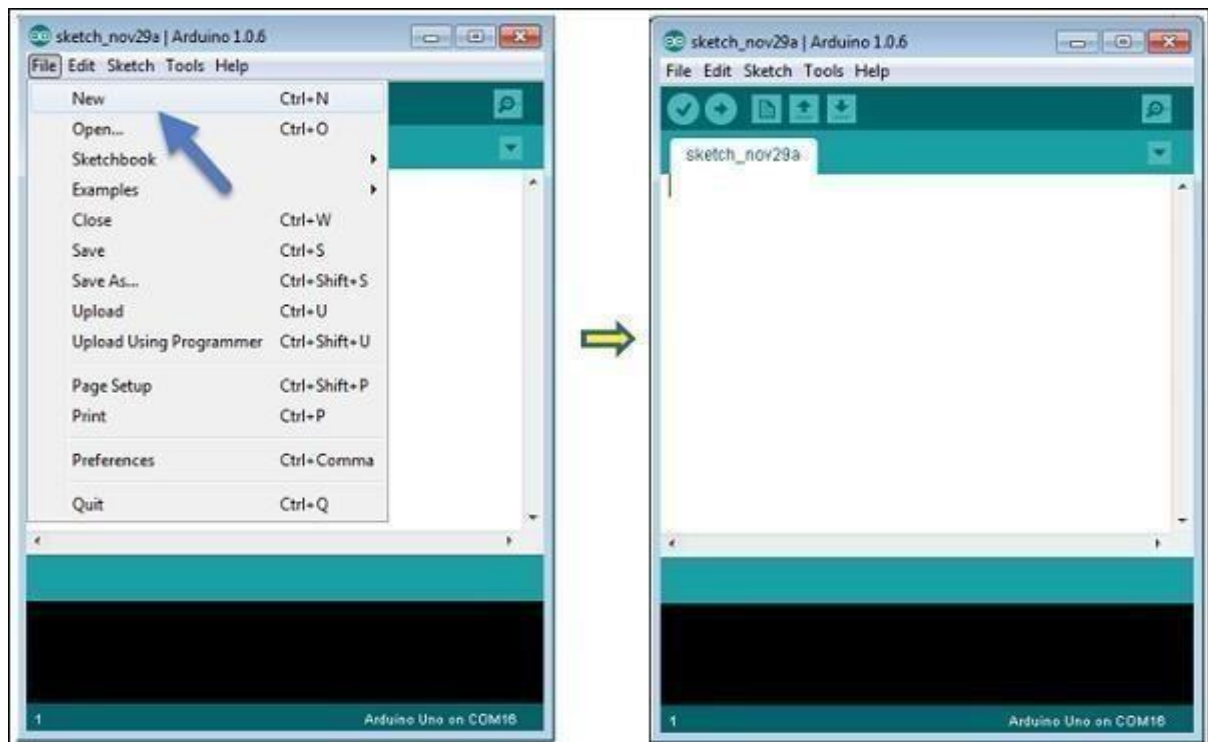 sketch_nov29a | Arduino 1.0.6
File Edit Sketch Tools Help
New Ctrl+N
Open... Ctrl+O
Sketchbook
Examples
Close Ctrl+W
Save Ctrl+S
Save As... Ctrl+Shift+S
Upload Ctrl+U
Upload Using Programmer Ctrl+Shift+U
Page Setup Ctrl+Shift+P
Print Ctrl+P
Preferences Ctrl+Comma
Quit Ctrl+Q
1 Arduino Uno on COM16
sketch_nov29a | Arduino 1.0.6
File Edit Sketch Tools Help
sketch_nov29a
1 Arduino Uno on COM16